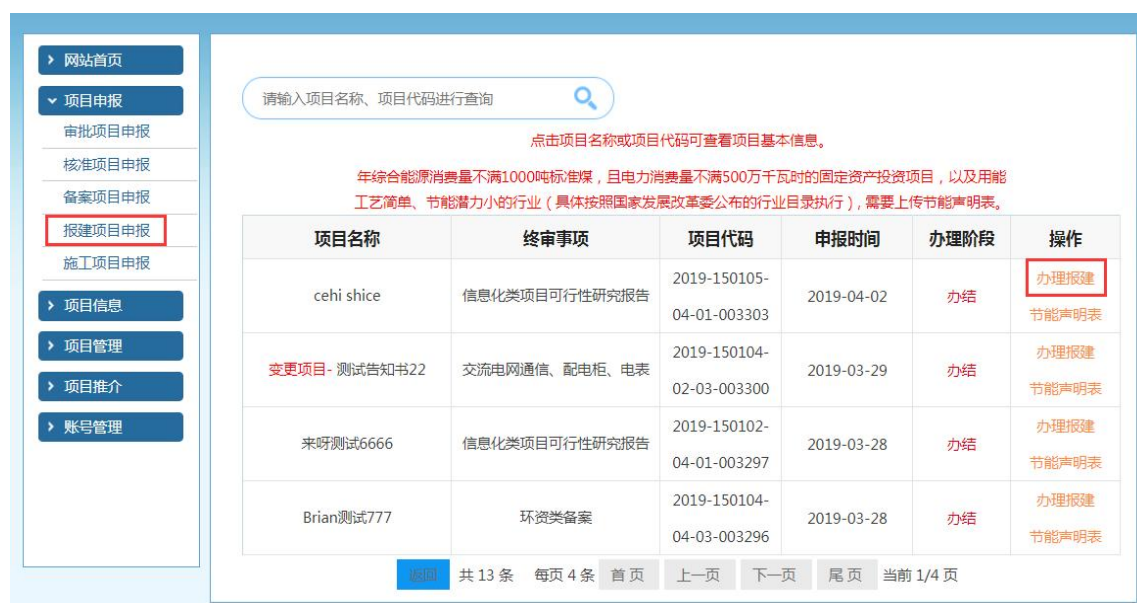 网站首页
项目申报
审批项目申报
核准项目申报
备案项目申报
报建项目申报
施工项目申报
项目信息
项目管理
项目推介
账号管理
请输入项目名称、项目代码进行查询
点击项目名称或项目代码可查看项目基本信息。
年综合能源消费量不满1000吨标准煤，且电力消费量不满500万千瓦时的固定资产投资项目，以及用能
工艺简单、节能潜力小的行业（具体按照国家发展改革委公布的行业目录执行），需要上传节能声明表。
项目名称 终审事项 项目代码 申报时间 办理阶段 操作
cehi shice 信息化类项目可行性研究报告 2019-150105-04-01-003303 2019-04-02 办结 办理报建 节能声明表
变更项目- 测试告知书22 交流电网通信、配电柜、电表 2019-150104-02-03-003300 2019-03-29 办结 办理报建 节能声明表
来呀测试6666 信息化类项目可行性研究报告 2019-150102-04-01-003297 2019-03-28 办结 办理报建 节能声明表
Brian测试777 环资类备案 2019-150104-04-03-003296 2019-03-28 办结 办理报建 节能声明表
返回 共 13 条 每页 4 条 首 页 上一页 下一页 尾 页 当前 1/4 页